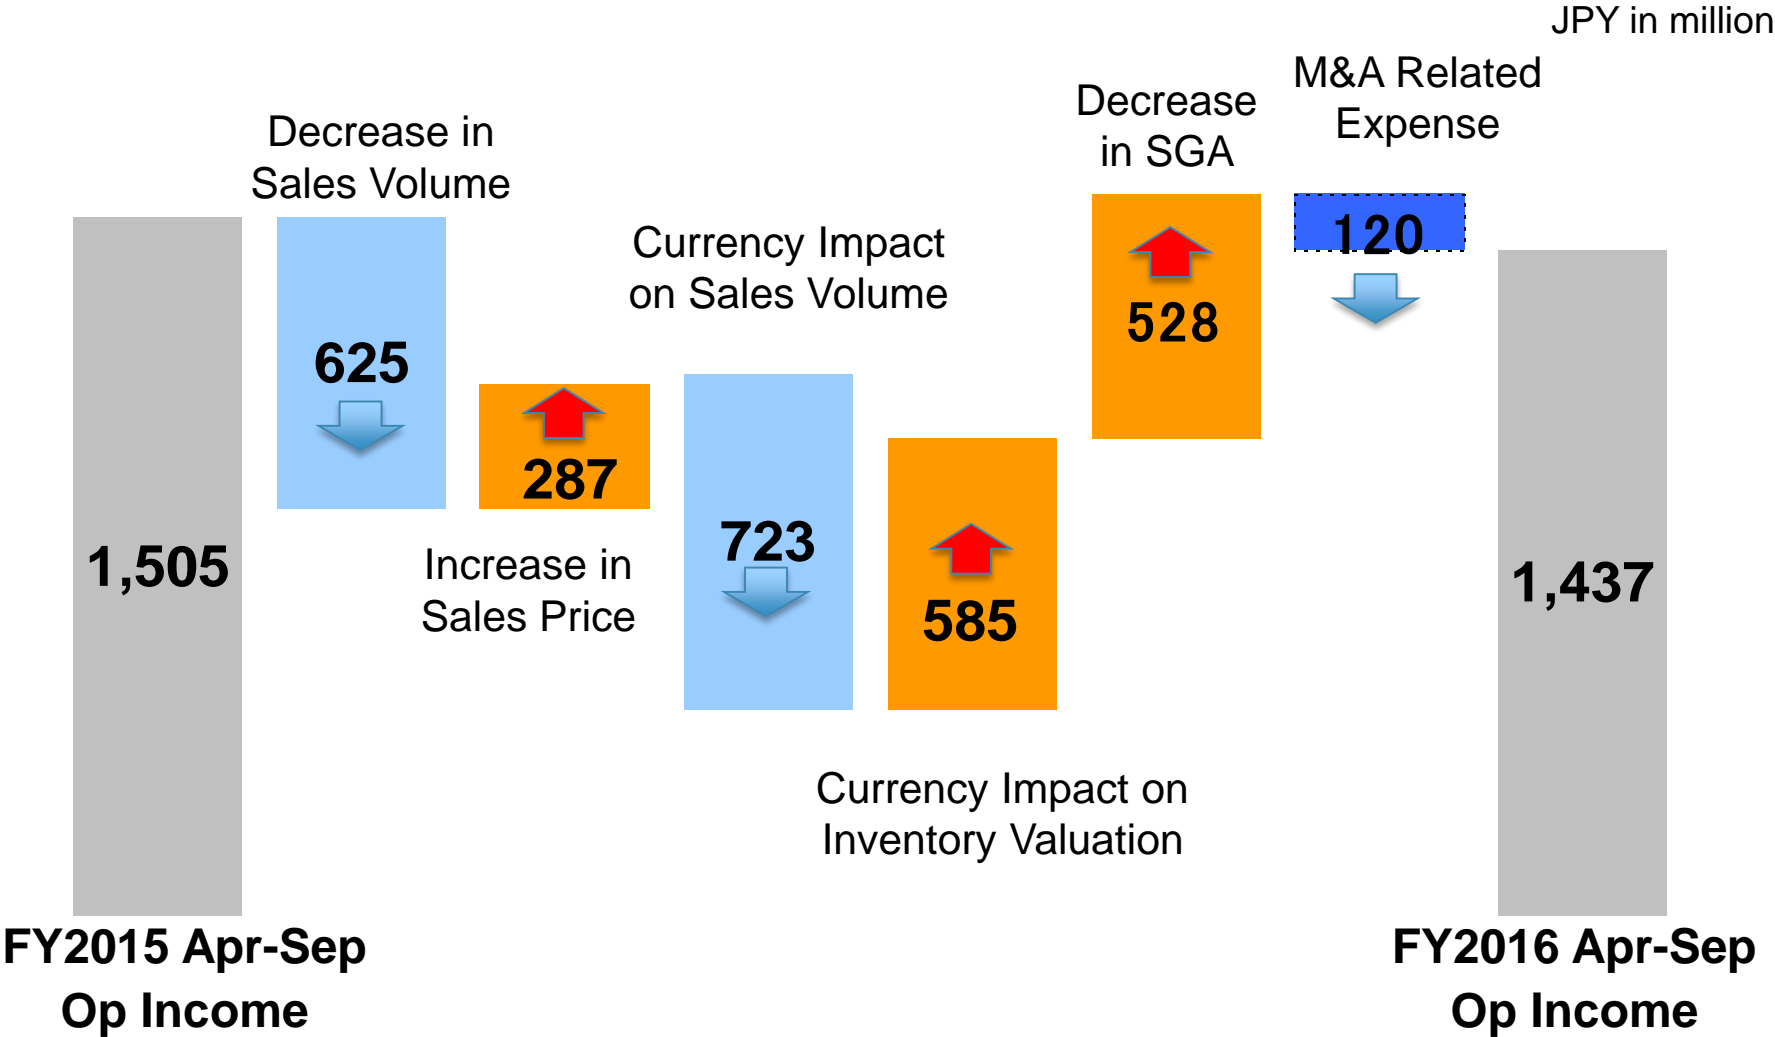 JPY in million
M&A Related
Expense
Decrease
in SGA
Decrease in
Sales Volume
Currency Impact
on Sales Volume
120
528
625
287
723
1,505
Increase in
Sales Price
585
1,437
Currency Impact on
Inventory Valuation
FY2015 Apr-Sep
Op Income
FY2016 Apr-Sep
Op Income